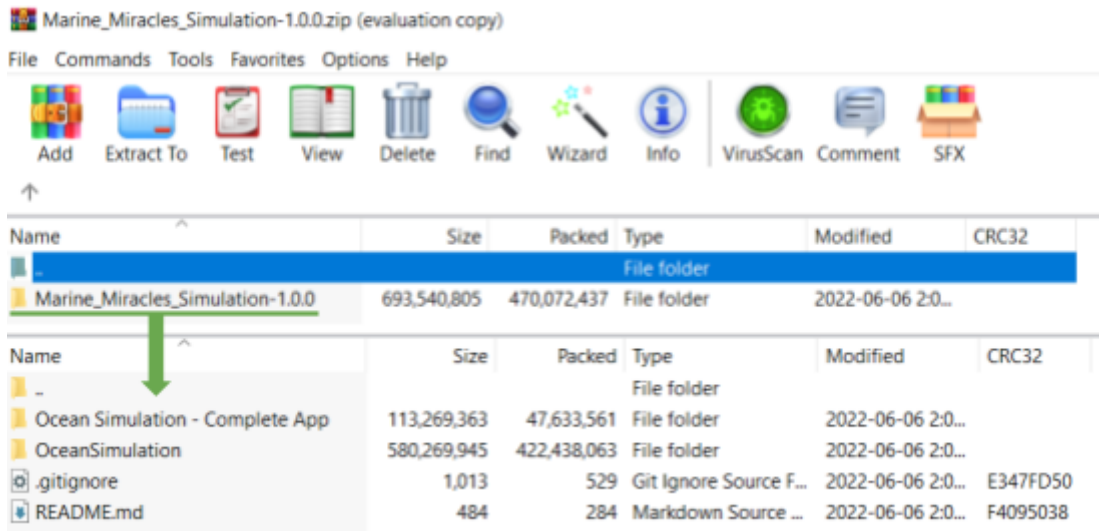 Marine_Miracles_Simulation-1.0.0.zip (evaluation copy)
File Commands Tools Favorites Options Help
Add Extract To Test View Delete Find Wizard Info VirusScan Comment SFX
Name Size Packed Type Modified CRC32
.. File folder
Marine_Miracles_Simulation-1.0.0 693,540,805 470,072,437 File folder 2022-06-06 2:0...
Name Size Packed Type Modified CRC32
.. File folder
Ocean Simulation - Complete App 113,269,363 47,633,561 File folder 2022-06-06 2:0...
OceanSimulation 580,269,945 422,438,063 File folder 2022-06-06 2:0...
.gitignore 1,013 529 Git Ignore Source F... 2022-06-06 2:0... E347FD50
README.md 484 284 Markdown Source ... 2022-06-06 2:0... F4095038